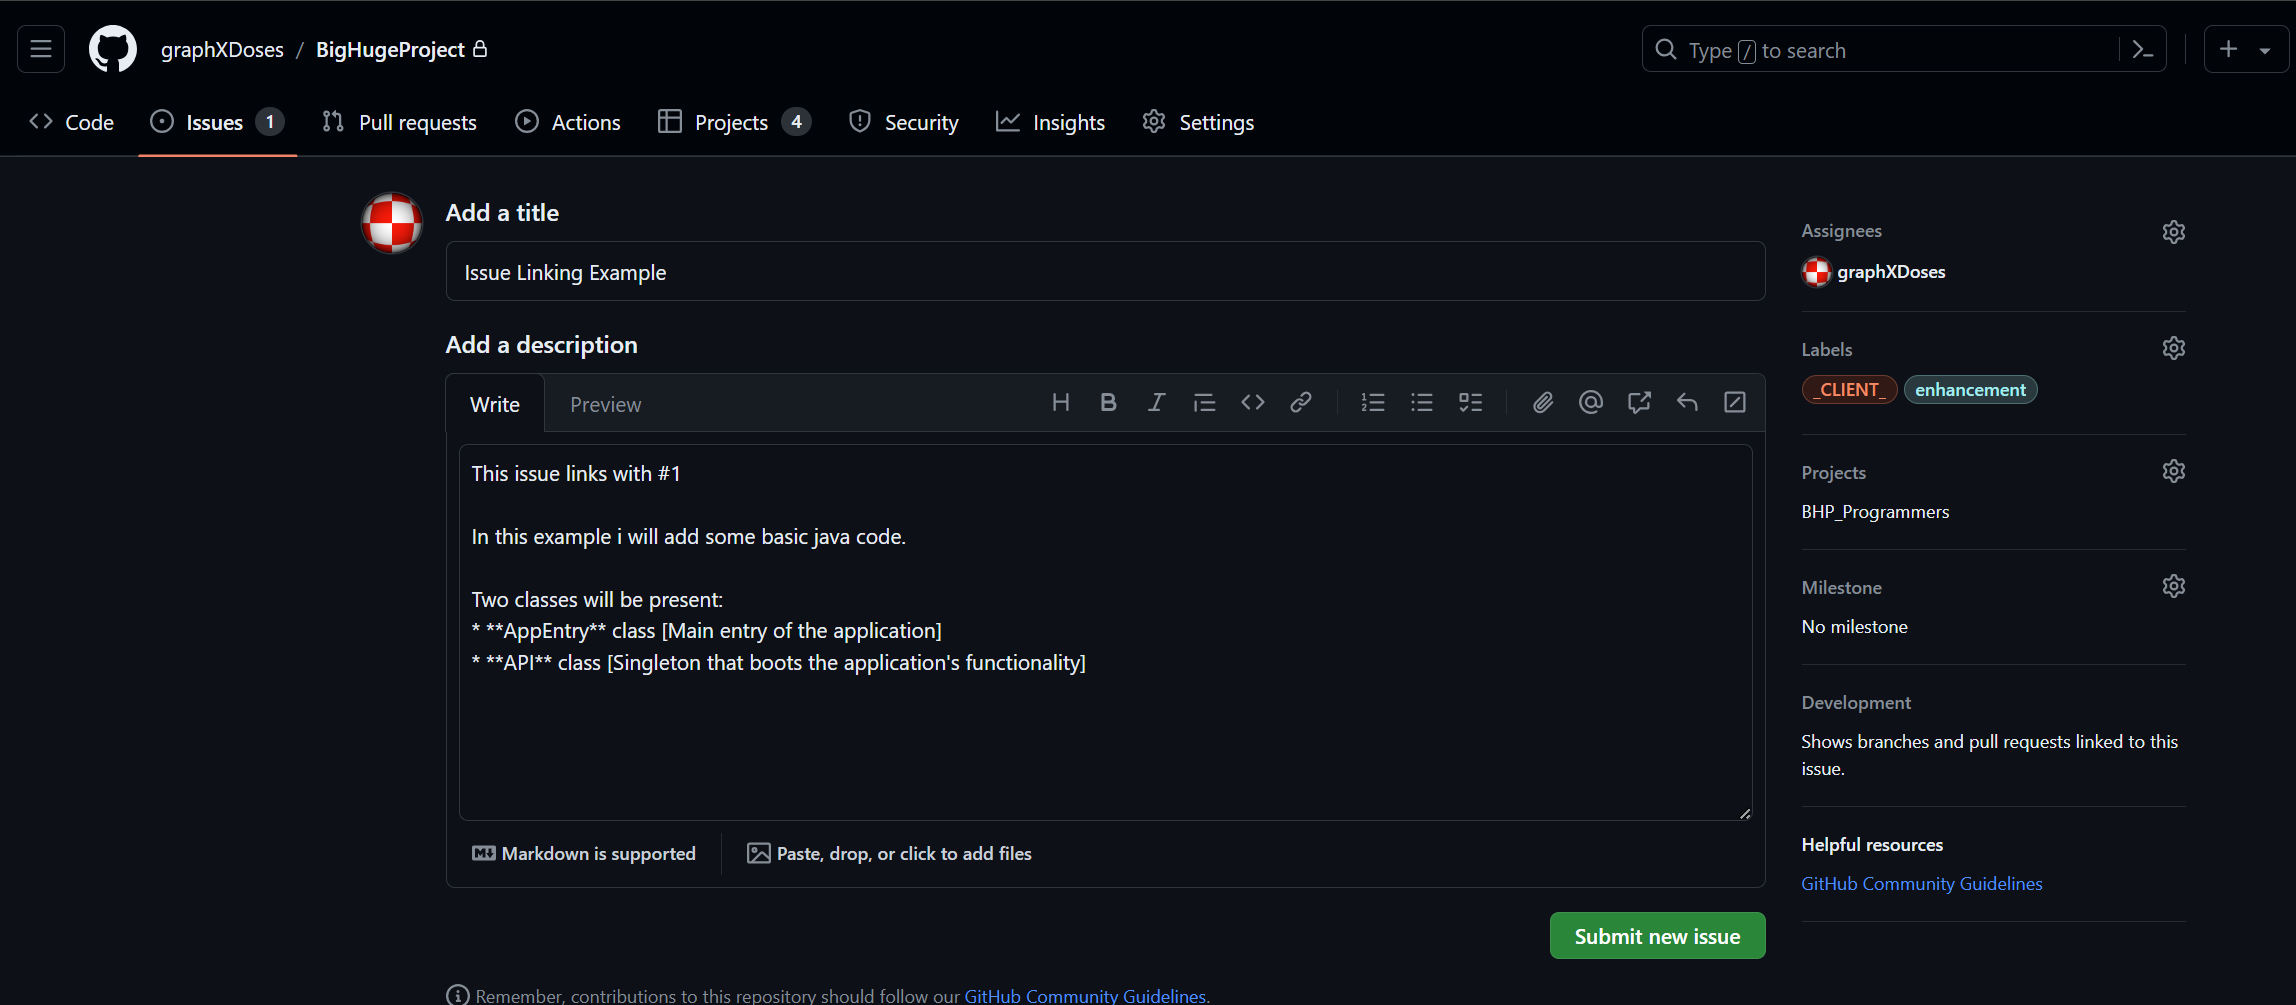 graphXDoses / BigHugeProject
Type / to search
Code
Issues 1
Pull requests
Actions
Projects 4
Security
Insights
Settings
Add a title
Issue Linking Example
Add a description
Write
Preview
This issue links with #1
In this example i will add some basic java code.
Two classes will be present:
* **AppEntry** class [Main entry of the application]
* **API** class [Singleton that boots the application's functionality]
Markdown is supported
Paste, drop, or click to add files
Submit new issue
Remember, contributions to this repository should follow our GitHub Community Guidelines.
Assignees
graphXDoses
Labels
_CLIENT_ enhancement
Projects
BHP_Programmers
Milestone
No milestone
Development
Shows branches and pull requests linked to this
issue.
Helpful resources
GitHub Community Guidelines